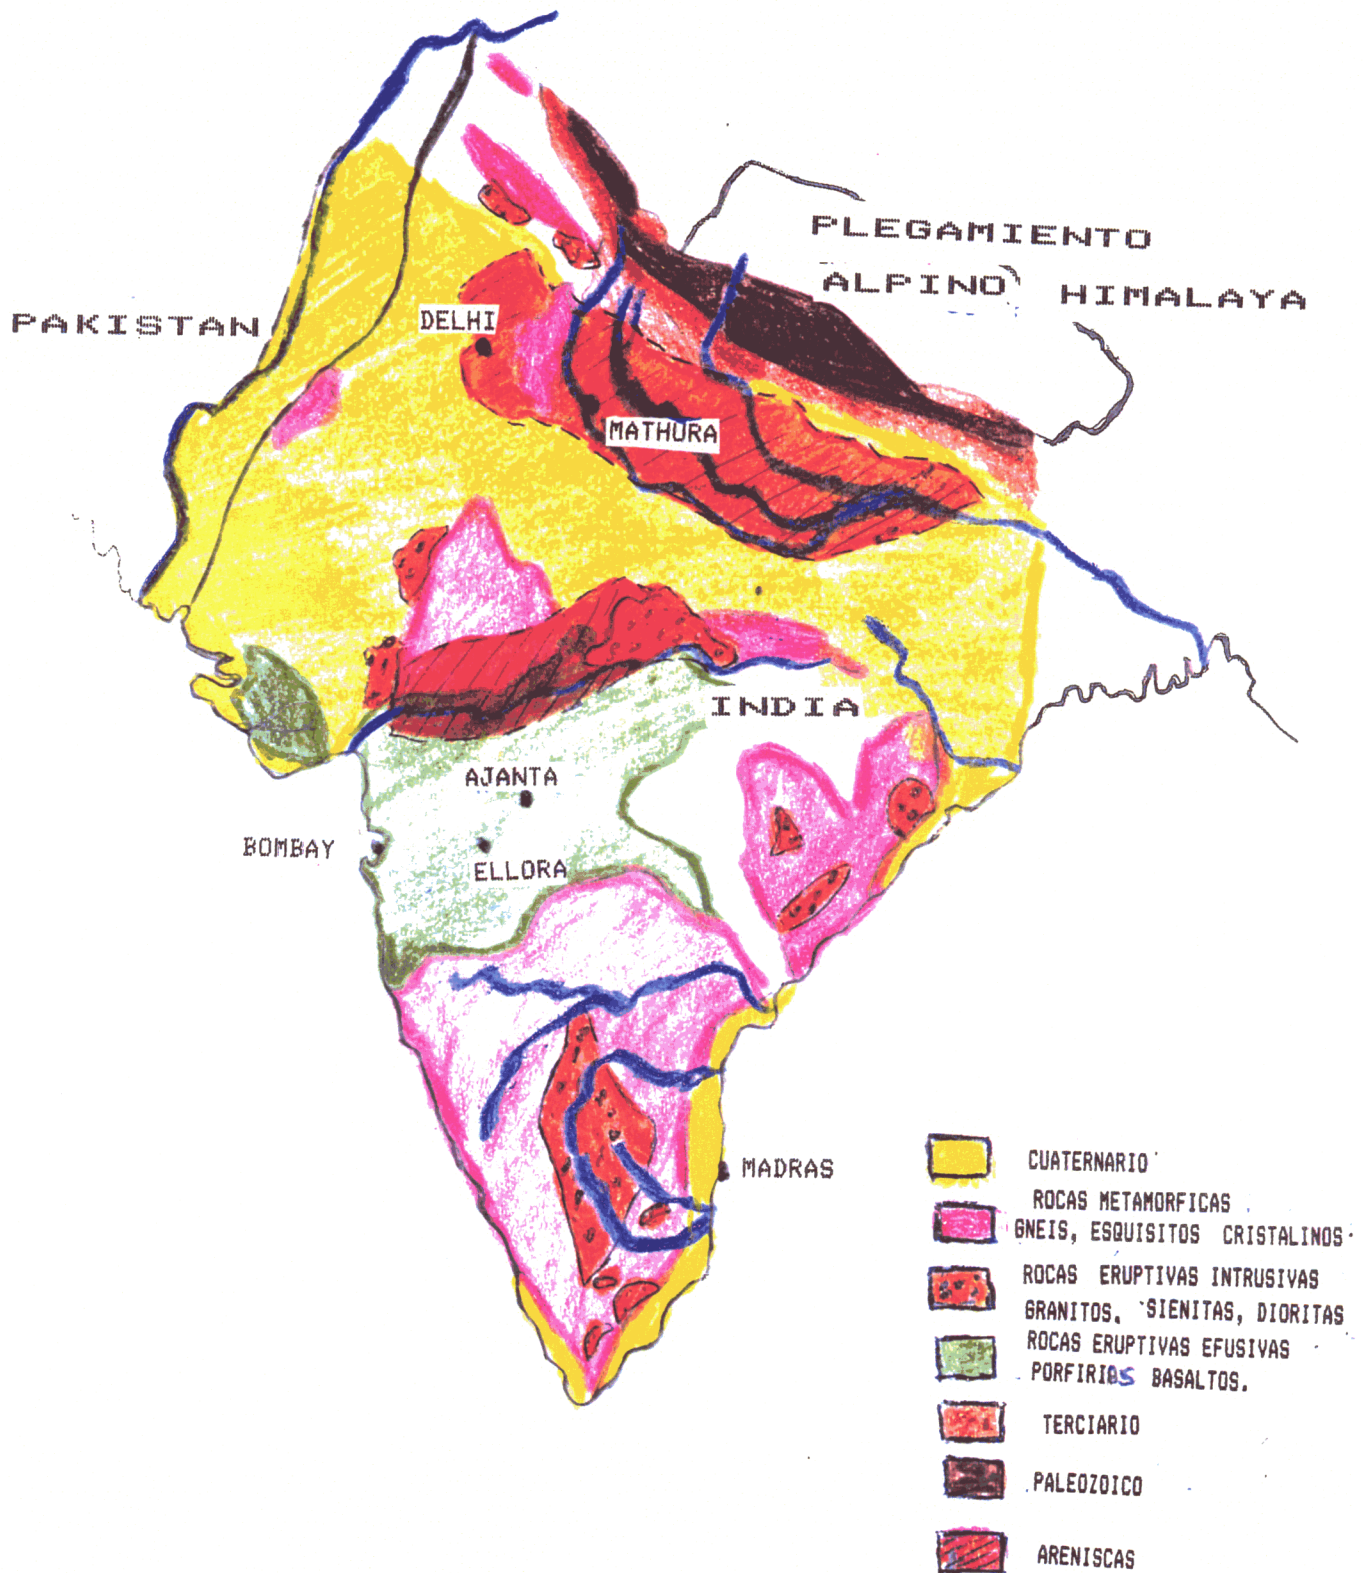 PLEGAMIENTO
ALPINO HIMALAYA
PAKISTAN
DELHI
MATHURA
INDIA
AJANTA
BOMBAY
ELLORA
MADRAS
CUATERNARIO
ROCAS METAMORFICAS
GNEIS, ESQUISITOS CRISTALINOS
ROCAS ERUPTIVAS INTRUSIVAS
GRANITOS. SIENITAS, DIORITAS
ROCAS ERUPTIVAS EFUSIVAS
PORFIRIOS BASALTOS.
TERCIARIO
PALEOZOICO
ARENISCAS